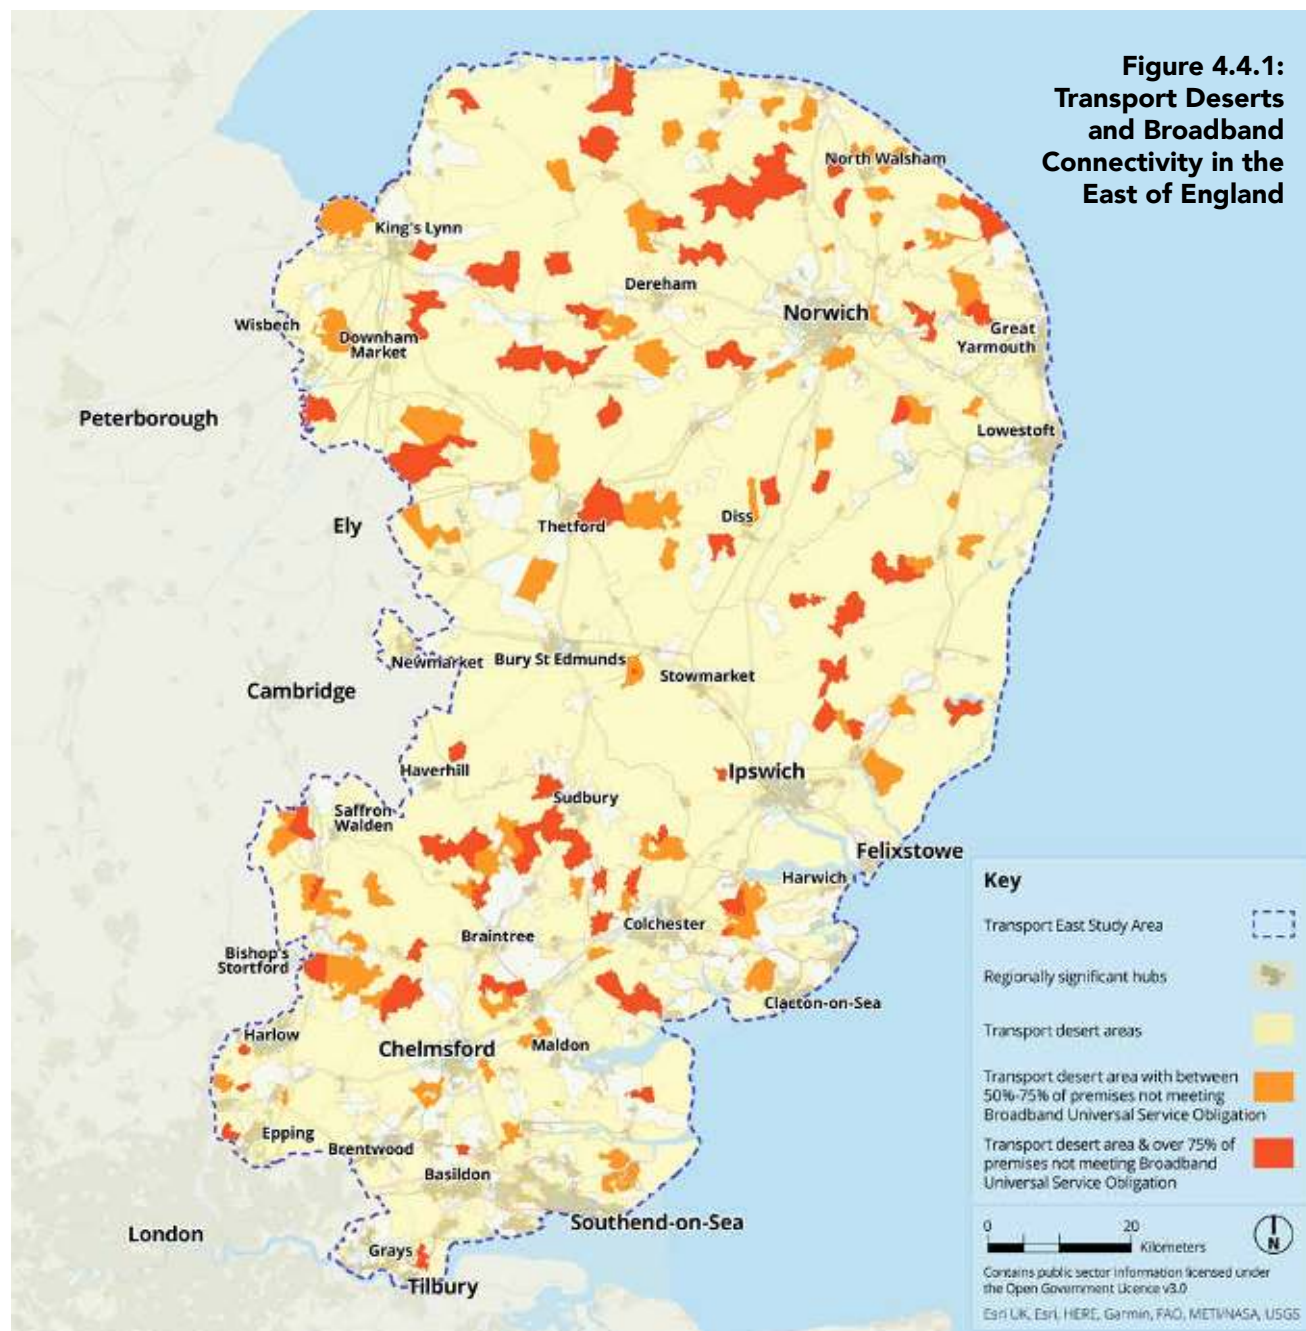 Figure 4.4.1:
Transport Deserts
and Broadband
Connectivity in the
East of England
North Walsham
King's Lynn
Dereham
Norwich
Wisbech
Downham
Market
Great
Yarmouth
Peterborough
Lowestoft
Ely
Thetford
Diss
Newmarket
Bury St Edmunds
Stowmarket
Cambridge
Haverhill
Ipswich
Sudbury
Saffron
Walden
Felixstowe
Harwich
Colchester
Braintree
Bishop's
Stortford
Clacton-on-Sea
Harlow
Chelmsford
Maldon
Epping
Brentwood
Basildon
Southend-on-Sea
London
Grays
Tilbury
Key
Transport East Study Area
Regionally significant hubs
Transport desert areas
Transport desert area with between
50%-75% of premises not meeting
Broadband Universal Service Obligation
Transport desert area & over 75% of
premises not meeting Broadband
Universal Service Obligation
0 20
Kilometers
N
Contains public sector information licensed under
the Open Government Licence v3.0
Esri UK, Esri, HERE, Garmin, FAO, METI/NASA, USGS